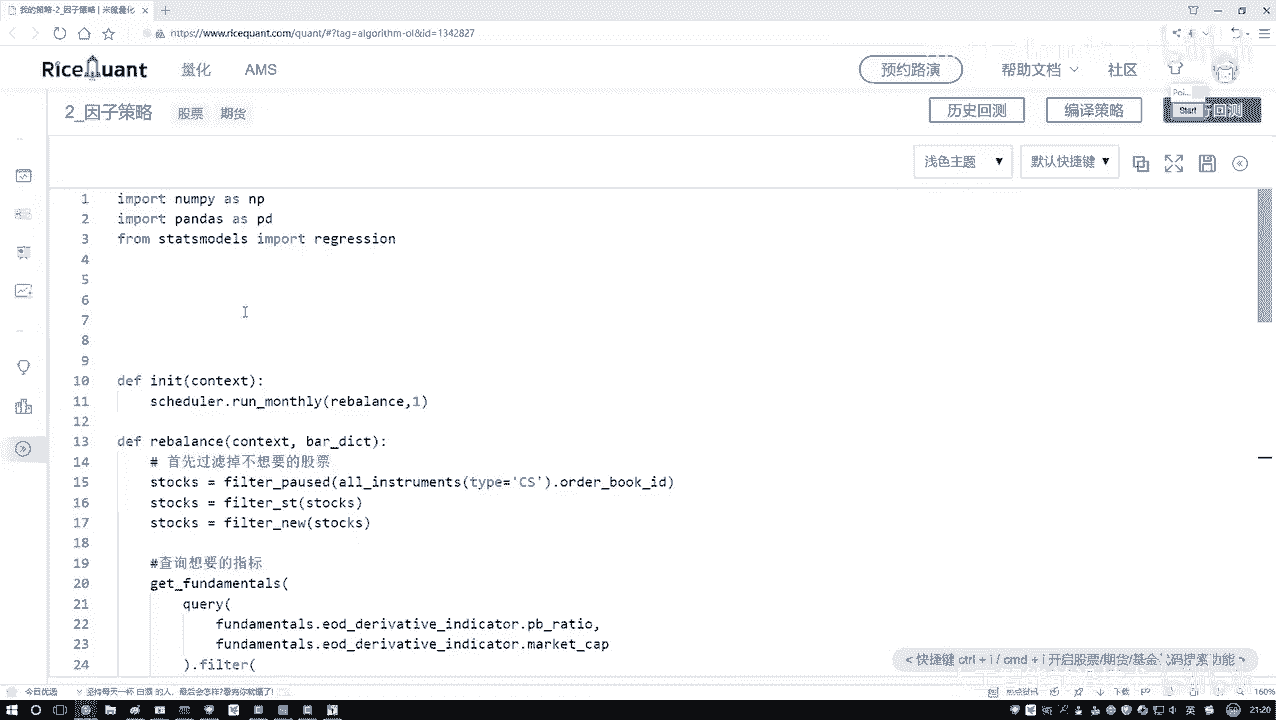 我的策略-2_因子策略 | 米筐量化
https://www.ricequant.com/quant/#?tag=algorithm-ol&id=1342827
RiceQuant 量化 AMS 预约路演 帮助文档 社区
2_因子策略 股票 期货 历史回测 编译策略 Start 回测
浅色主题 默认快捷键
1 import numpy as np
2 import pandas as pd
3 from statsmodels import regression
4
5
6
7
8
9
10 def init(context):
11 scheduler.run_monthly(rebalance,1)
12
13 def rebalance(context, bar_dict):
14 # 首先过滤掉不想要的股票
15 stocks = filter_paused(all_instruments(type='CS').order_book_id)
16 stocks = filter_st(stocks)
17 stocks = filter_new(stocks)
18
19 #查询想要的指标
20 get_fundamentals(
21 query(
22 fundamentals.eod_derivative_indicator.pb_ratio,
23 fundamentals.eod_derivative_indicator.market_cap
24 ).filter(
<快捷键 ctrl + i / cmd + i 开启股票/期货/基金
今日优选
下载 160%
英 21:20